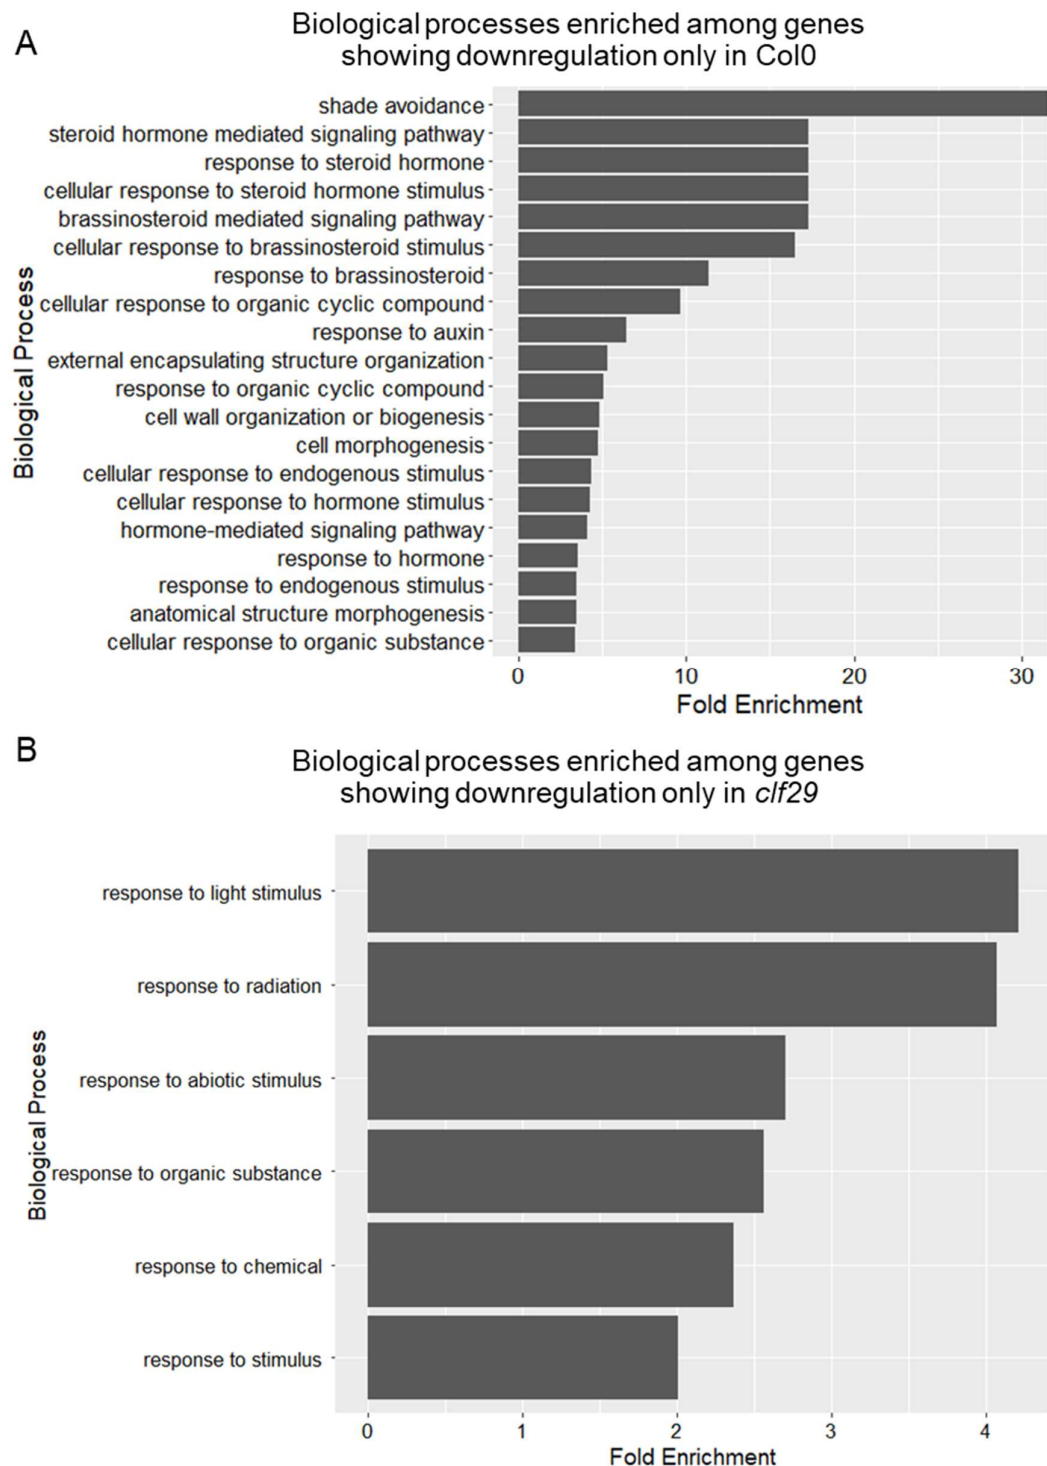 A
Biological processes enriched among genes
showing downregulation only in Col0
Biological Process
shade avoidance
steroid hormone mediated signaling pathway
response to steroid hormone
cellular response to steroid hormone stimulus
brassinosteroid mediated signaling pathway
cellular response to brassinosteroid stimulus
response to brassinosteroid
cellular response to organic cyclic compound
response to auxin
external encapsulating structure organization
response to organic cyclic compound
cell wall organization or biogenesis
cell morphogenesis
cellular response to endogenous stimulus
cellular response to hormone stimulus
hormone-mediated signaling pathway
response to hormone
response to endogenous stimulus
anatomical structure morphogenesis
cellular response to organic substance
0 10 20 30
Fold Enrichment
B
Biological processes enriched among genes
showing downregulation only in clf29
Biological Process
response to light stimulus
response to radiation
response to abiotic stimulus
response to organic substance
response to chemical
response to stimulus
0 1 2 3 4
Fold Enrichment